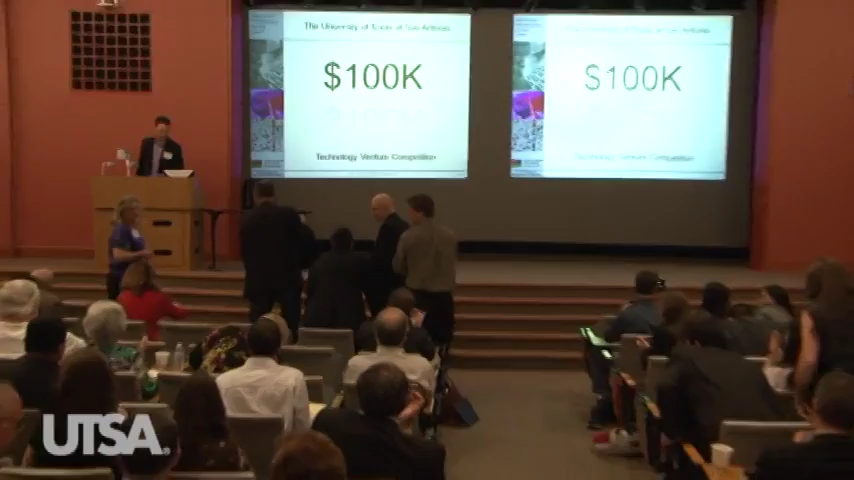 The University of Texas at San Antonio
$100K
Technology Venture Competition
$100K
Technology Venture Competition
UTSA